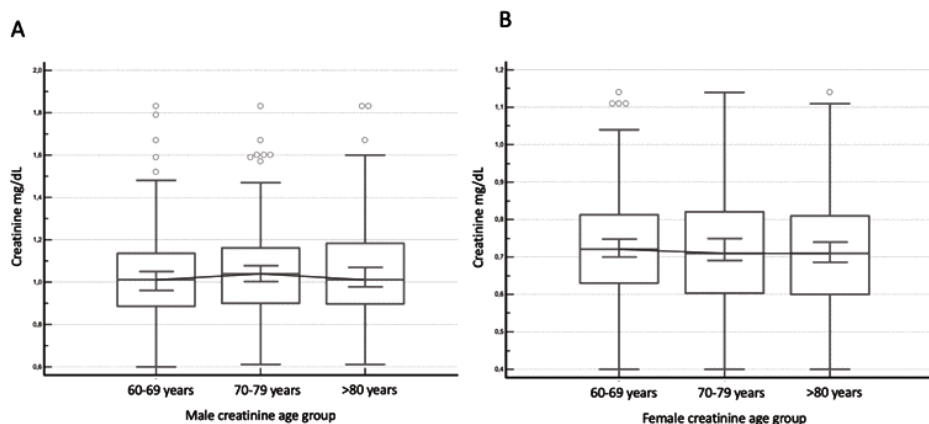 A
B
Creatinine mg/dL
2,0
1,8
1,6
1,4
1,2
1,0
0,8
0,6
60-69 years 70-79 years >80 years
Male creatinine age group
Creatinine mg/dL
1,2
1,1
1,0
0,9
0,8
0,7
0,6
0,5
0,4
60-69 years 70-79 years >80 years
Female creatinine age group